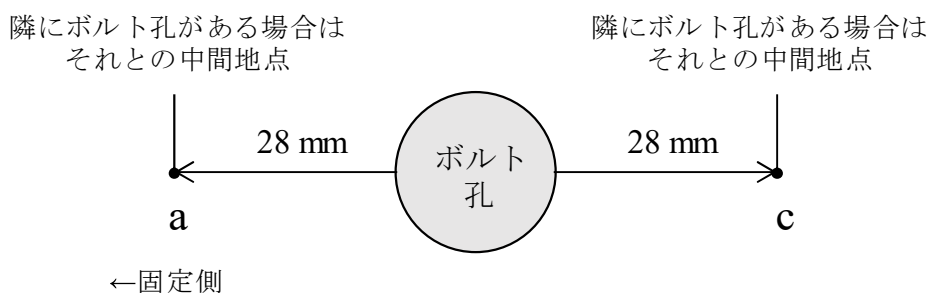 隣にボルト孔がある場合は
それとの中間地点
隣にボルト孔がある場合は
それとの中間地点
28 mm
ボルト
孔
28 mm
a
c
←固定側